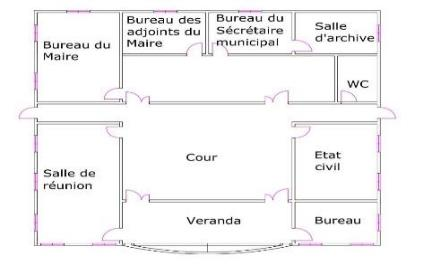 Bureau du
Maire
Bureau des
adjoints du
Maire
Bureau du
Sécrétaire
municipal
Salle
d'archive
WC
Salle de
réunion
Cour
Etat
civil
Veranda
Bureau